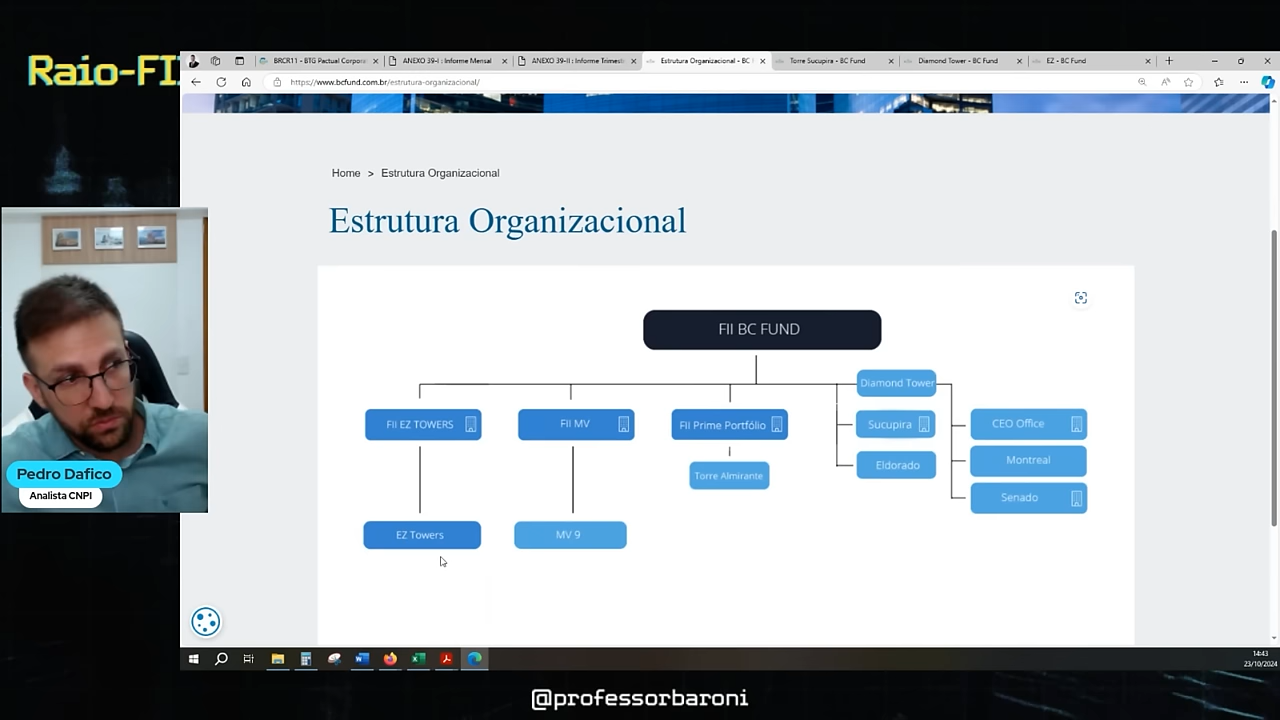 Raio-FI
BRCR11 - BTG Pactual Corpor
ANEXO 39-I : Informe Mensal
ANEXO 39-II : Informe Trimest
Estrutura Organizacional - BC
Torre Sucupira - BC Fund
Diamond Tower - BC Fund
EZ - BC Fund
https://www.bcfund.com.br/estrutura-organizacional/
Home > Estrutura Organizacional
Estrutura Organizacional
FII BC FUND
Diamond Tower
FII EZ TOWERS
FII MV
FII Prime Portfólio
Sucupira
CEO Office
Montreal
Eldorado
Torre Almirante
Senado
EZ Towers
MV 9
Pedro Dafico
Analista CNPI
14:43
23/10/2024
@professorbaroni